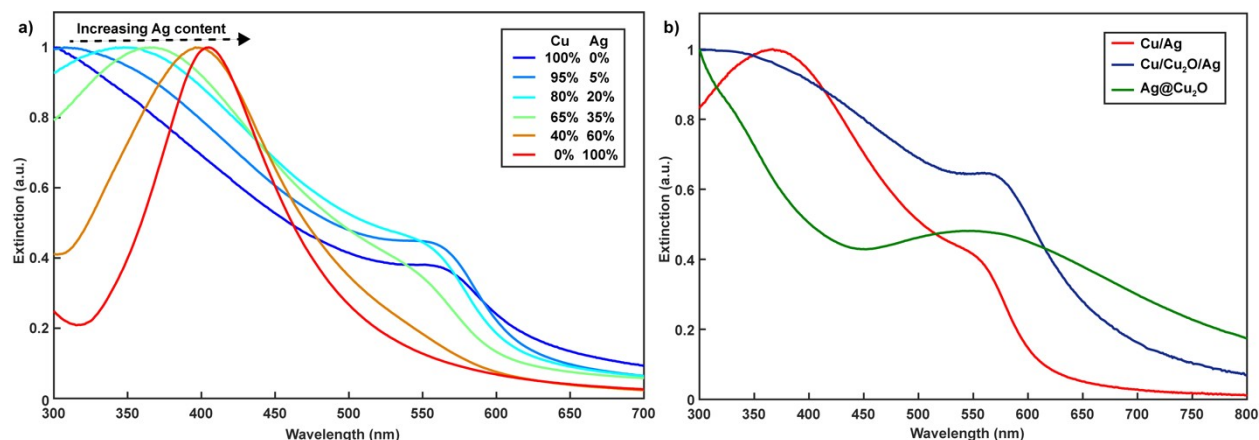 a)
Increasing Ag content
Cu Ag
100% 0%
95% 5%
80% 20%
65% 35%
40% 60%
0% 100%
1
0.8
0.6
0.4
0.2
0
Extinction (a.u.)
300 350 400 450 500 550 600 650 700
Wavelength (nm)
b)
Cu/Ag
Cu/Cu₂O/Ag
Ag@Cu₂O
1
0.8
0.6
0.4
0.2
0
Extinction (a.u.)
300 350 400 450 500 550 600 650 700 750 800
Wavelength (nm)